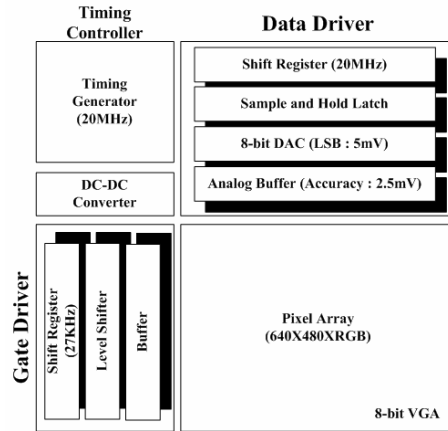 Timing
Controller
Data Driver
Timing
Generator
(20MHz)
DC-DC
Converter
Shift Register (20MHz)
Sample and Hold Latch
8-bit DAC (LSB : 5mV)
Analog Buffer (Accuracy : 2.5mV)
Gate Driver
Shift Register
(27KHz)
Level Shifter
Buffer
Pixel Array
(640X480XRGB)
8-bit VGA